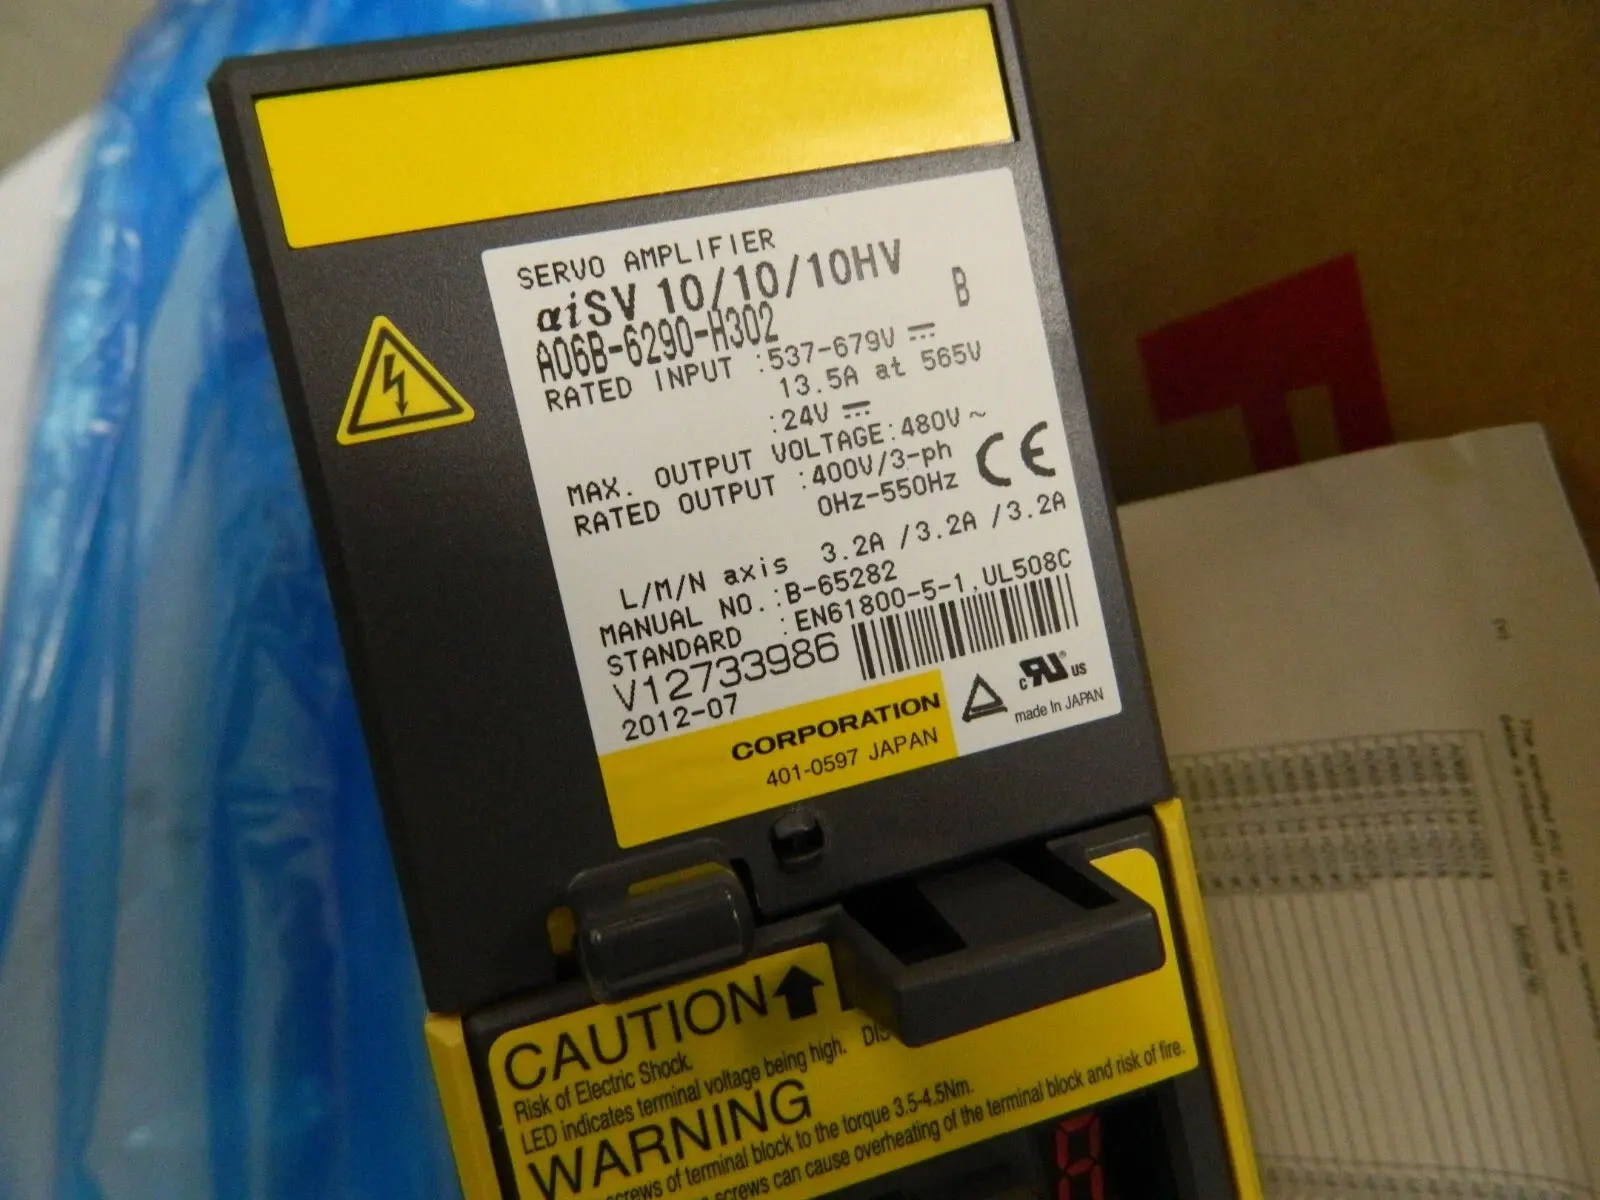 SERVO AMPLIFIER
αiSV 10/10/10HV
A06B-6290-H302 B
RATED INPUT :537-679V ⎓
13.5A at 565V
:24V ⎓
MAX. OUTPUT VOLTAGE:480V~
RATED OUTPUT :400V/3-ph
0Hz-550Hz
CE
L/M/N axis 3.2A /3.2A /3.2A
MANUAL NO.:B-65282
STANDARD :EN61800-5-1,UL508C
V12733986
2012-07
CORPORATION
401-0597 JAPAN
c RU us
made In JAPAN
CAUTION
Risk of Electric Shock.
LED indicates terminal voltage being high.
WARNING
of terminal block to the torque 3.5-4.5Nm.
screws can cause overheating of the terminal block and risk of fire.
8